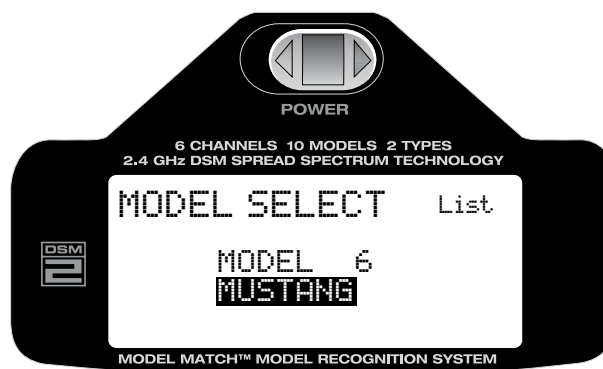 POWER
6 CHANNELS 10 MODELS 2 TYPES
2.4 GHz DSM SPREAD SPECTRUM TECHNOLOGY
MODEL SELECT List
DSM
2
MODEL 6
MUSTANG
MODEL MATCH™ MODEL RECOGNITION SYSTEM